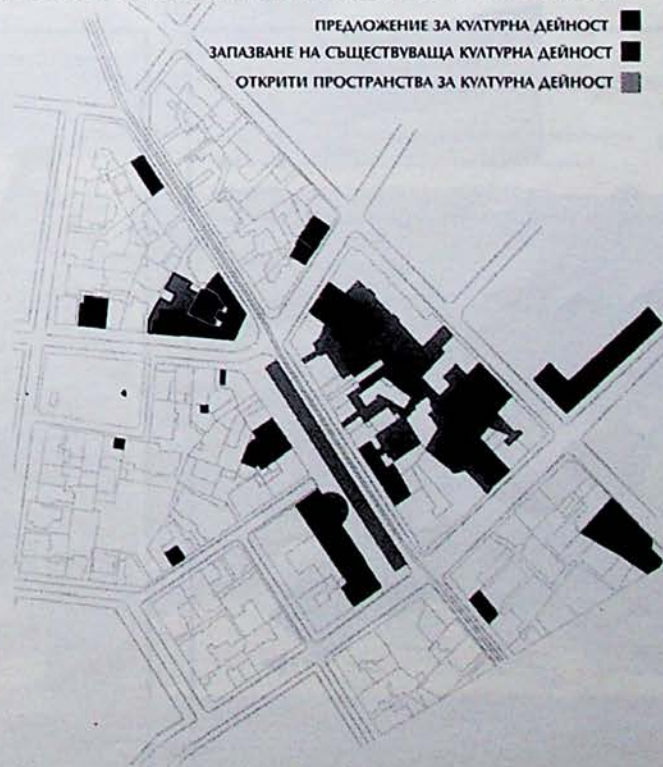 ПРЕДЛОЖЕНИЕ ЗА КУЛТУРНА ДЕЙНОСТ
ЗАПАЗВАНЕ НА СЪЩЕСТВУВАЩА КУЛТУРНА ДЕЙНОСТ
ОТКРИТИ ПРОСТРАНСТВА ЗА КУЛТУРНА ДЕЙНОСТ